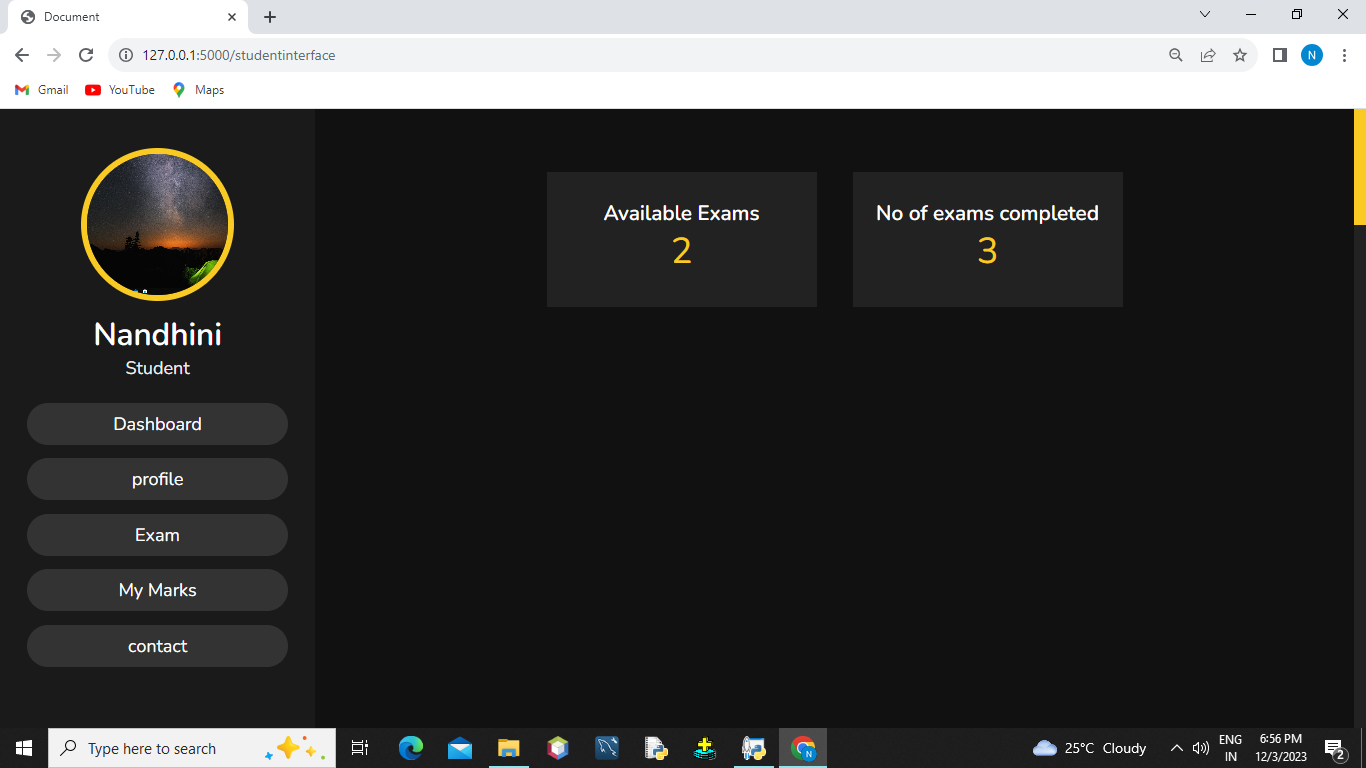 Document
127.0.0.1:5000/studentinterface
N
Gmail
YouTube
Maps
Nandhini
Student
Dashboard
profile
Exam
My Marks
contact
Available Exams
2
No of exams completed
3
Type here to search
N
25°C Cloudy
ENG
IN
6:56 PM
12/3/2023
2